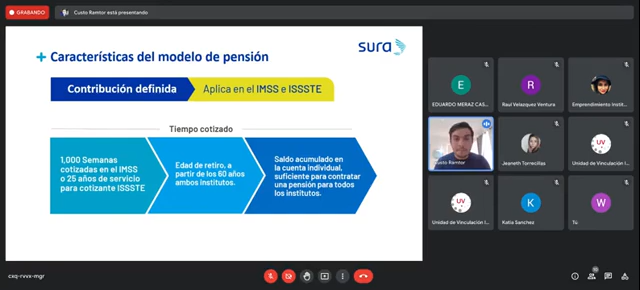 GRABANDO
Custo Ramtor está presentando
+ Características del modelo de pensión
sura
Contribución definida
Aplica en el IMSS e ISSSTE
Tiempo cotizado
1,000 Semanas
cotizadas en el IMSS
o 25 años de servicio
para cotizante ISSSTE
Edad de retiro, a
partir de los 60 años
ambos institutos.
Saldo acumulado en
la cuenta individual,
suficiente para contratar
una pensión para todos
los institutos.
E
EDUARDO MERAZ CAS...
R
Raul Velazquez Ventura
Emprendimiento Instit...
Custo Ramtor
Jeaneth Torrecillas
UV
Unidad de Vinculación I...
UV
Unidad de Vinculación I...
K
Katia Sanchez
W
Tú